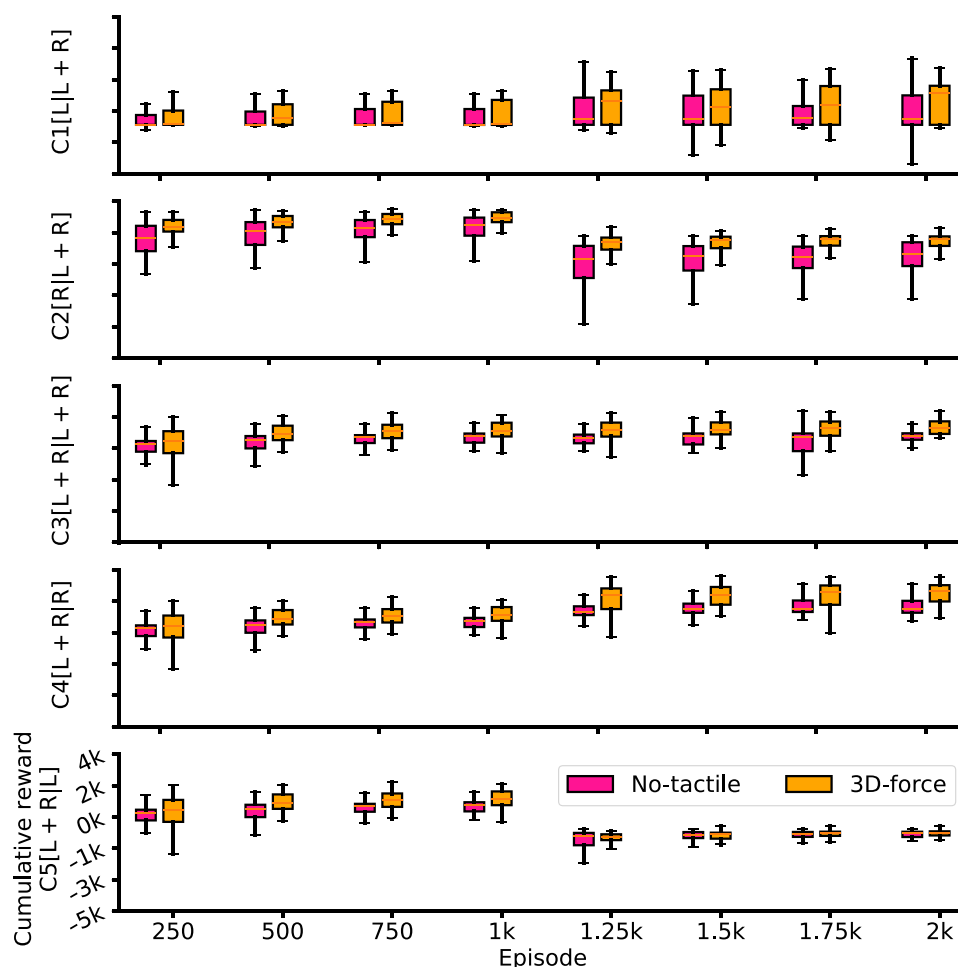 C1[L|L + R]
C2[R|L + R]
C3[L + R|L + R]
C4[L + R|R]
Cumulative reward
C5[L + R|L]
4k
2k
0k
-1k
-3k
-5k
No-tactile
3D-force
250 500 750 1k 1.25k 1.5k 1.75k 2k
Episode